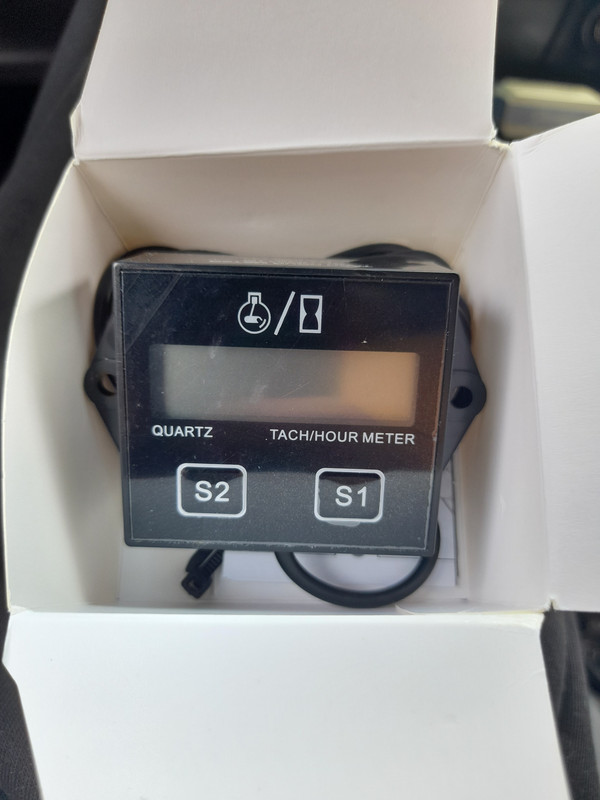 /
QUARTZ TACH/HOUR METER
S2 S1